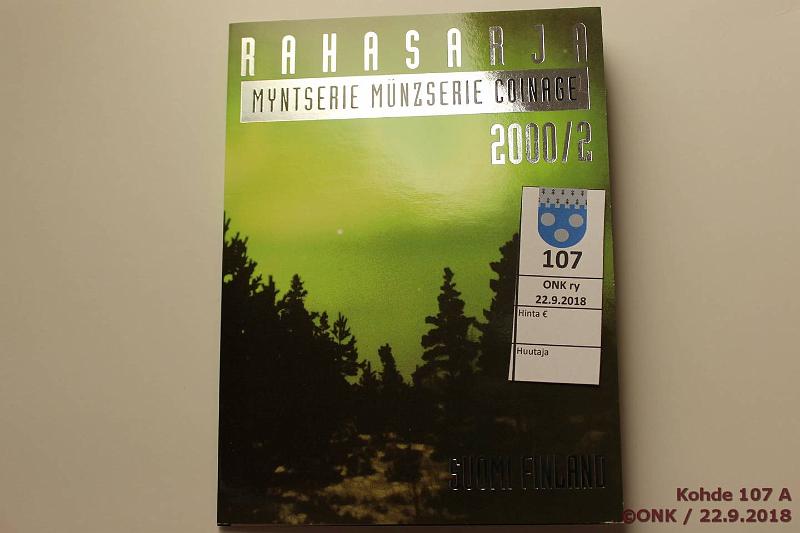 RAHASARJA
MYNTSERIE MÜNZSERIE COINAGE
2000/2
107
ONK ry
22.9.2018
Hinta €
Huutaja
SUOMI FINLAND
Kohde 107 A
©ONK / 22.9.2018